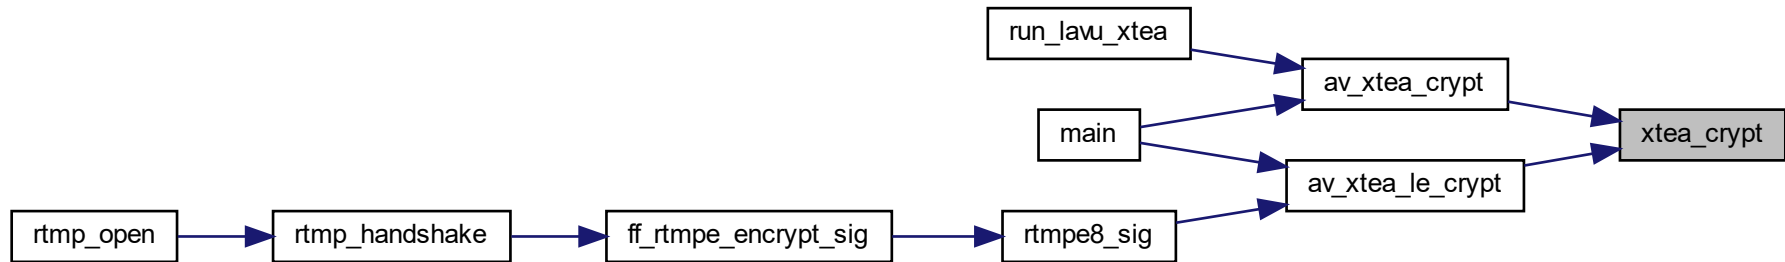 run_lavu_xtea
av_xtea_crypt
main
xtea_crypt
av_xtea_le_crypt
rtmp_open
rtmp_handshake
ff_rtmpe_encrypt_sig
rtmpe8_sig